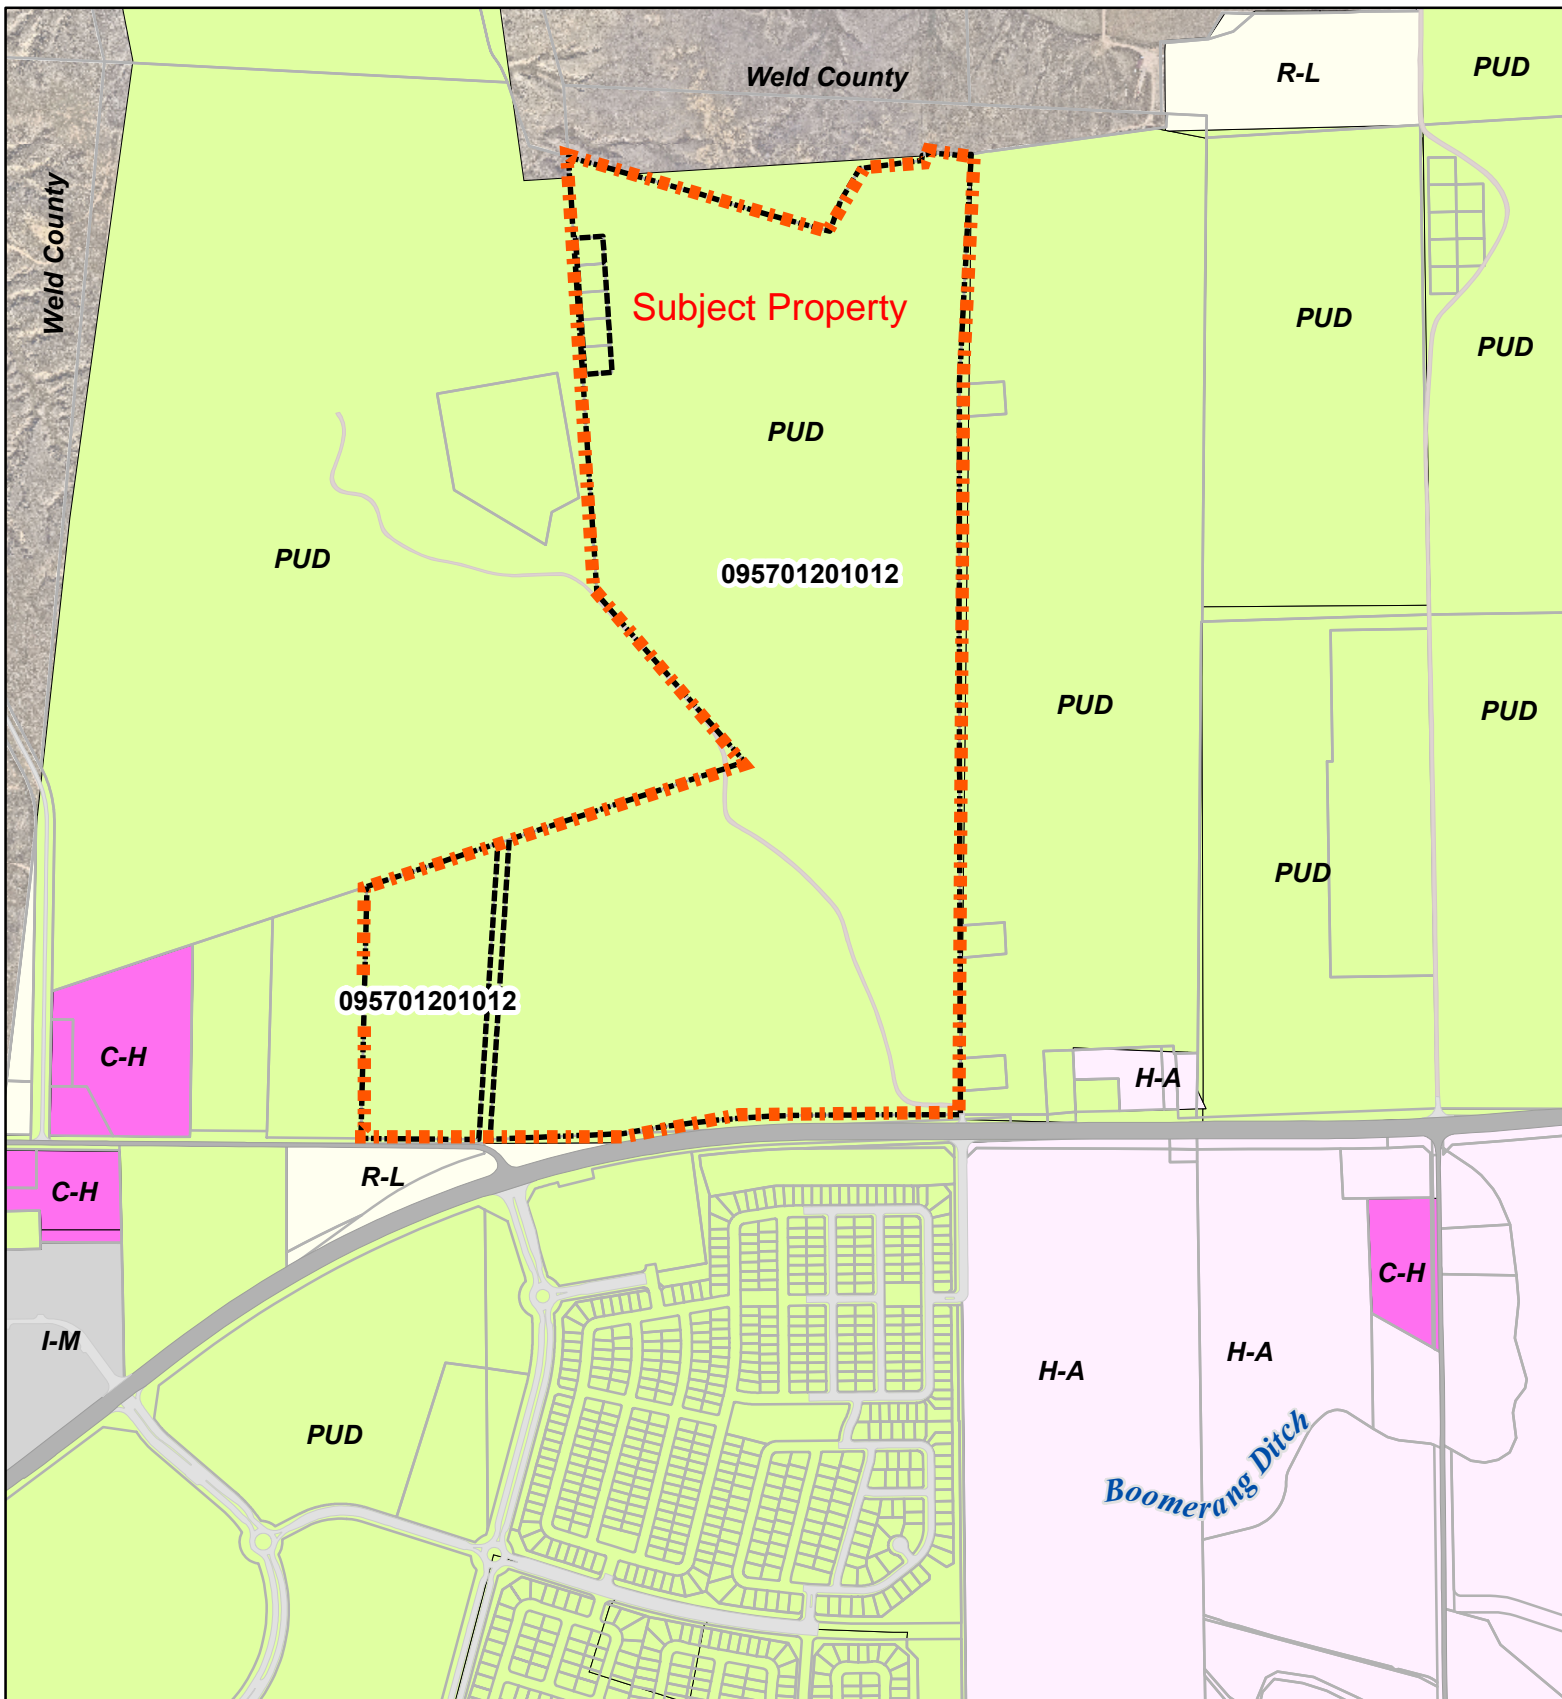 Weld County
R-L
PUD
Weld County
Subject Property
PUD
PUD
PUD
PUD
095701201012
PUD
PUD
PUD
PUD
095701201012
C-H
H-A
R-L
C-H
C-H
I-M
H-A
H-A
PUD
Boomerang Ditch